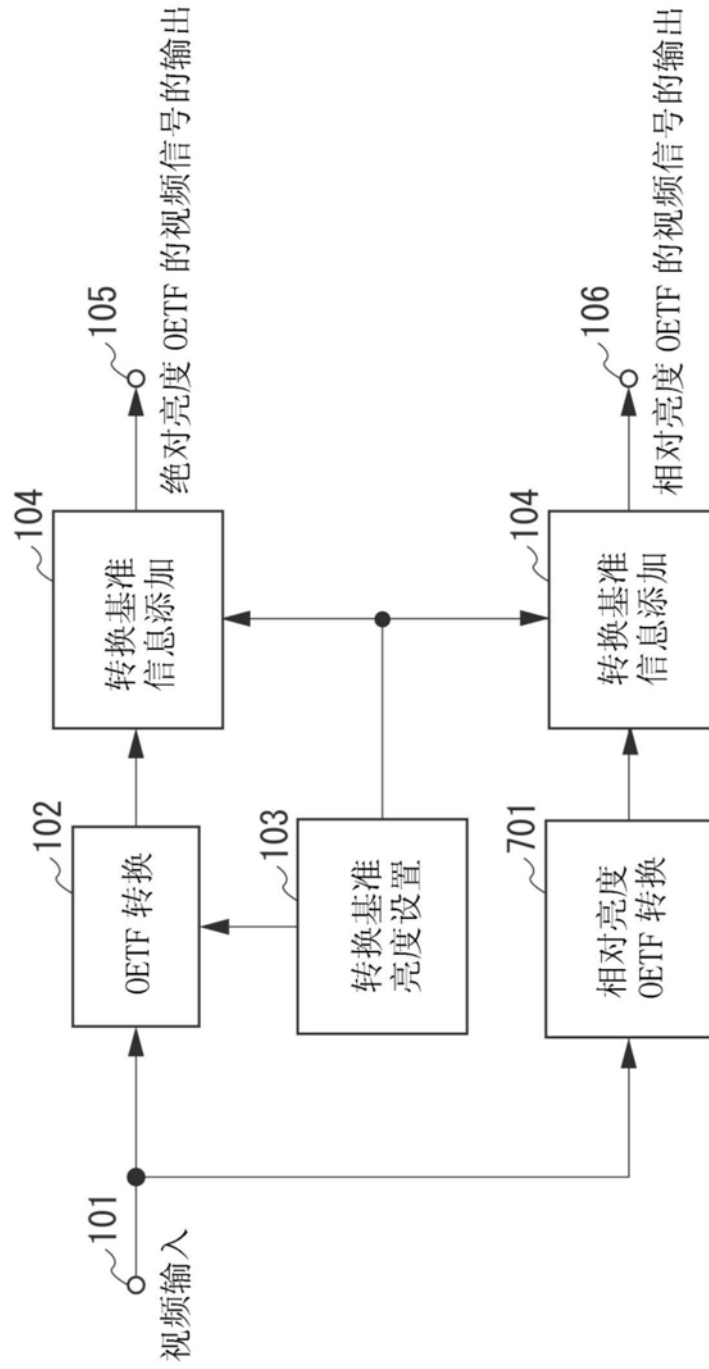 101
视频输入
102
OETF 转换
104
转换基准
信息添加
105
绝对亮度 OETF 的视频信号的输出
103
转换基准
亮度设置
701
相对亮度
OETF 转换
104
转换基准
信息添加
106
相对亮度 OETF 的视频信号的输出